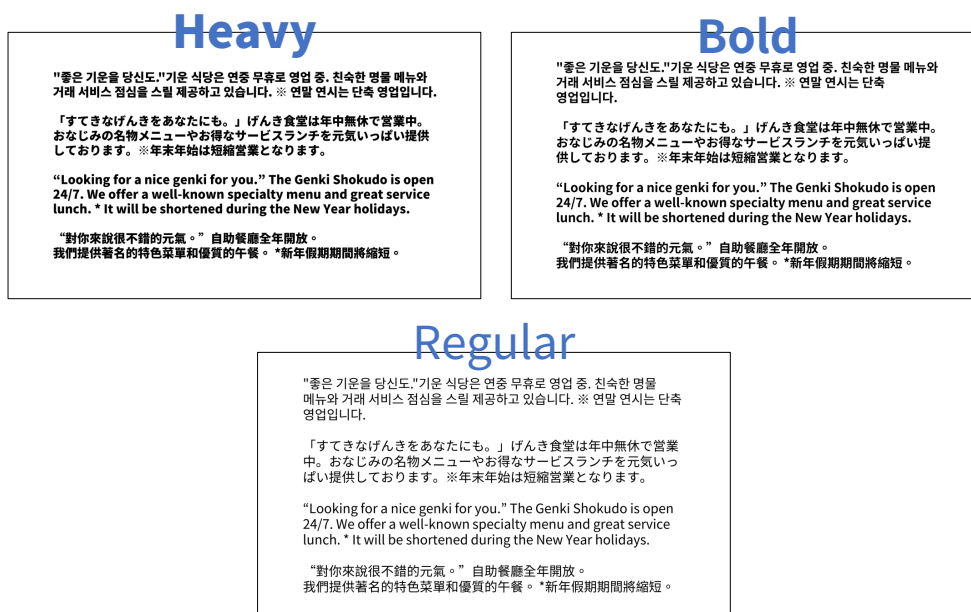 Heavy
"좋은 기운을 당신도."기운 식당은 연중 무휴로 영업 중. 친숙한 명물 메뉴와
거래 서비스 점심을 스릴 제공하고 있습니다. ※ 연말 연시는 단축 영업입니다.
「すてきなげんきをあなたにも。」げんき食堂は年中無休で営業中。
おなじみの名物メニューやお得なサービスランチを元気いっぱい提供
しております。※年末年始は短縮営業となります。
“Looking for a nice genki for you.” The Genki Shokudo is open
24/7. We offer a well-known specialty menu and great service
lunch. * It will be shortened during the New Year holidays.
“對你來說很不錯的元氣。”自助餐廳全年開放。
我們提供著名的特色菜單和優質的午餐。 *新年假期期間將縮短。
Bold
"좋은 기운을 당신도."기운 식당은 연중 무휴로 영업 중. 친숙한 명물 메뉴와
거래 서비스 점심을 스릴 제공하고 있습니다. ※ 연말 연시는 단축
영업입니다.
「すてきなげんきをあなたにも。」げんき食堂は年中無休で営業中。
おなじみの名物メニューやお得なサービスランチを元気いっぱい提
供しております。※年末年始は短縮営業となります。
“Looking for a nice genki for you.” The Genki Shokudo is open
24/7. We offer a well-known specialty menu and great service
lunch. * It will be shortened during the New Year holidays.
“對你來說很不錯的元氣。”自助餐廳全年開放。
我們提供著名的特色菜單和優質的午餐。 *新年假期期間將縮短。
Regular
"좋은 기운을 당신도."기운 식당은 연중 무휴로 영업 중. 친숙한 명물
메뉴와 거래 서비스 점심을 스릴 제공하고 있습니다. ※ 연말 연시는 단축
영업입니다.
「すてきなげんきをあなたにも。」げんき食堂は年中無休で営業
中。おなじみの名物メニューやお得なサービスランチを元気いっ
ぱい提供しております。※年末年始は短縮営業となります。
“Looking for a nice genki for you.” The Genki Shokudo is open
24/7. We offer a well-known specialty menu and great service
lunch. * It will be shortened during the New Year holidays.
“對你來說很不錯的元氣。”自助餐廳全年開放。
我們提供著名的特色菜單和優質的午餐。 *新年假期期間將縮短。